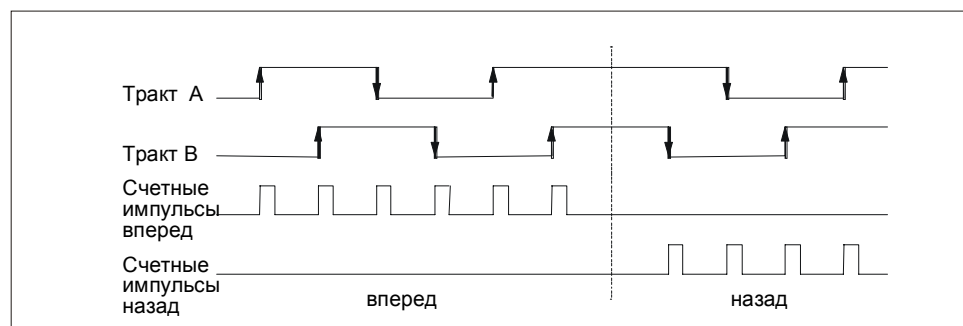 Тракт A
Тракт B
Счетные
импульсы
вперед
Счетные
импульсы
назад
вперед
назад